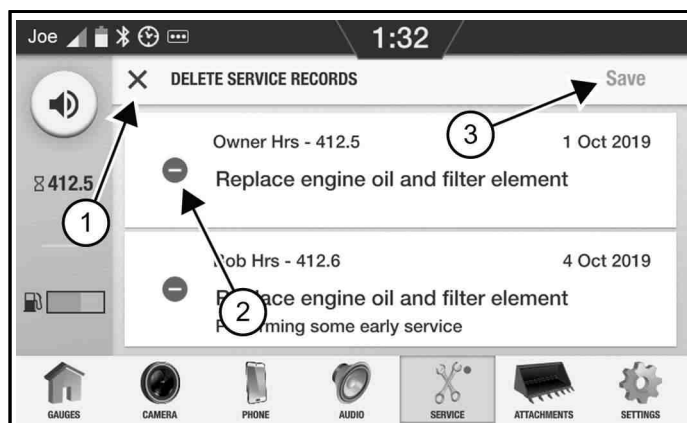 Joe 1:32
DELETE SERVICE RECORDS Save
3
Owner Hrs - 412.5 1 Oct 2019
Replace engine oil and filter element
412.5
1
Hrs - 412.6 4 Oct 2019
engine oil and filter element
2
some early service
GAUGES CAMERA PHONE AUDIO SERVICE ATTACHMENTS SETTINGS